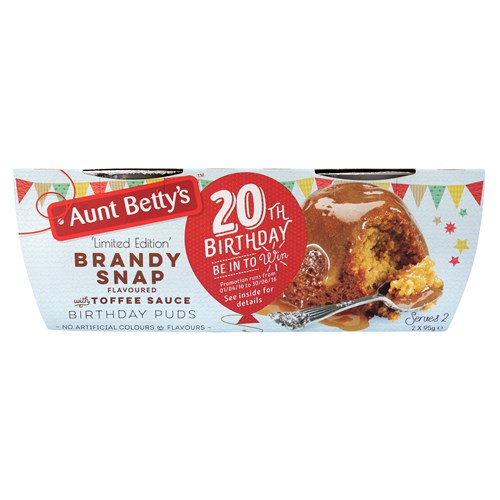 Aunt Betty's
TM
'Limited Edition'
BRANDY
SNAP
FLAVOURED
with TOFFEE SAUCE
BIRTHDAY PUDS
~ NO ARTIFICIAL COLOURS OR FLAVOURS ~
20TH
BIRTHDAY
BE IN TO Win
Promotion runs from
01/04/16 to 30/06/16
See inside for
details
Serves 2
2 X 95g e